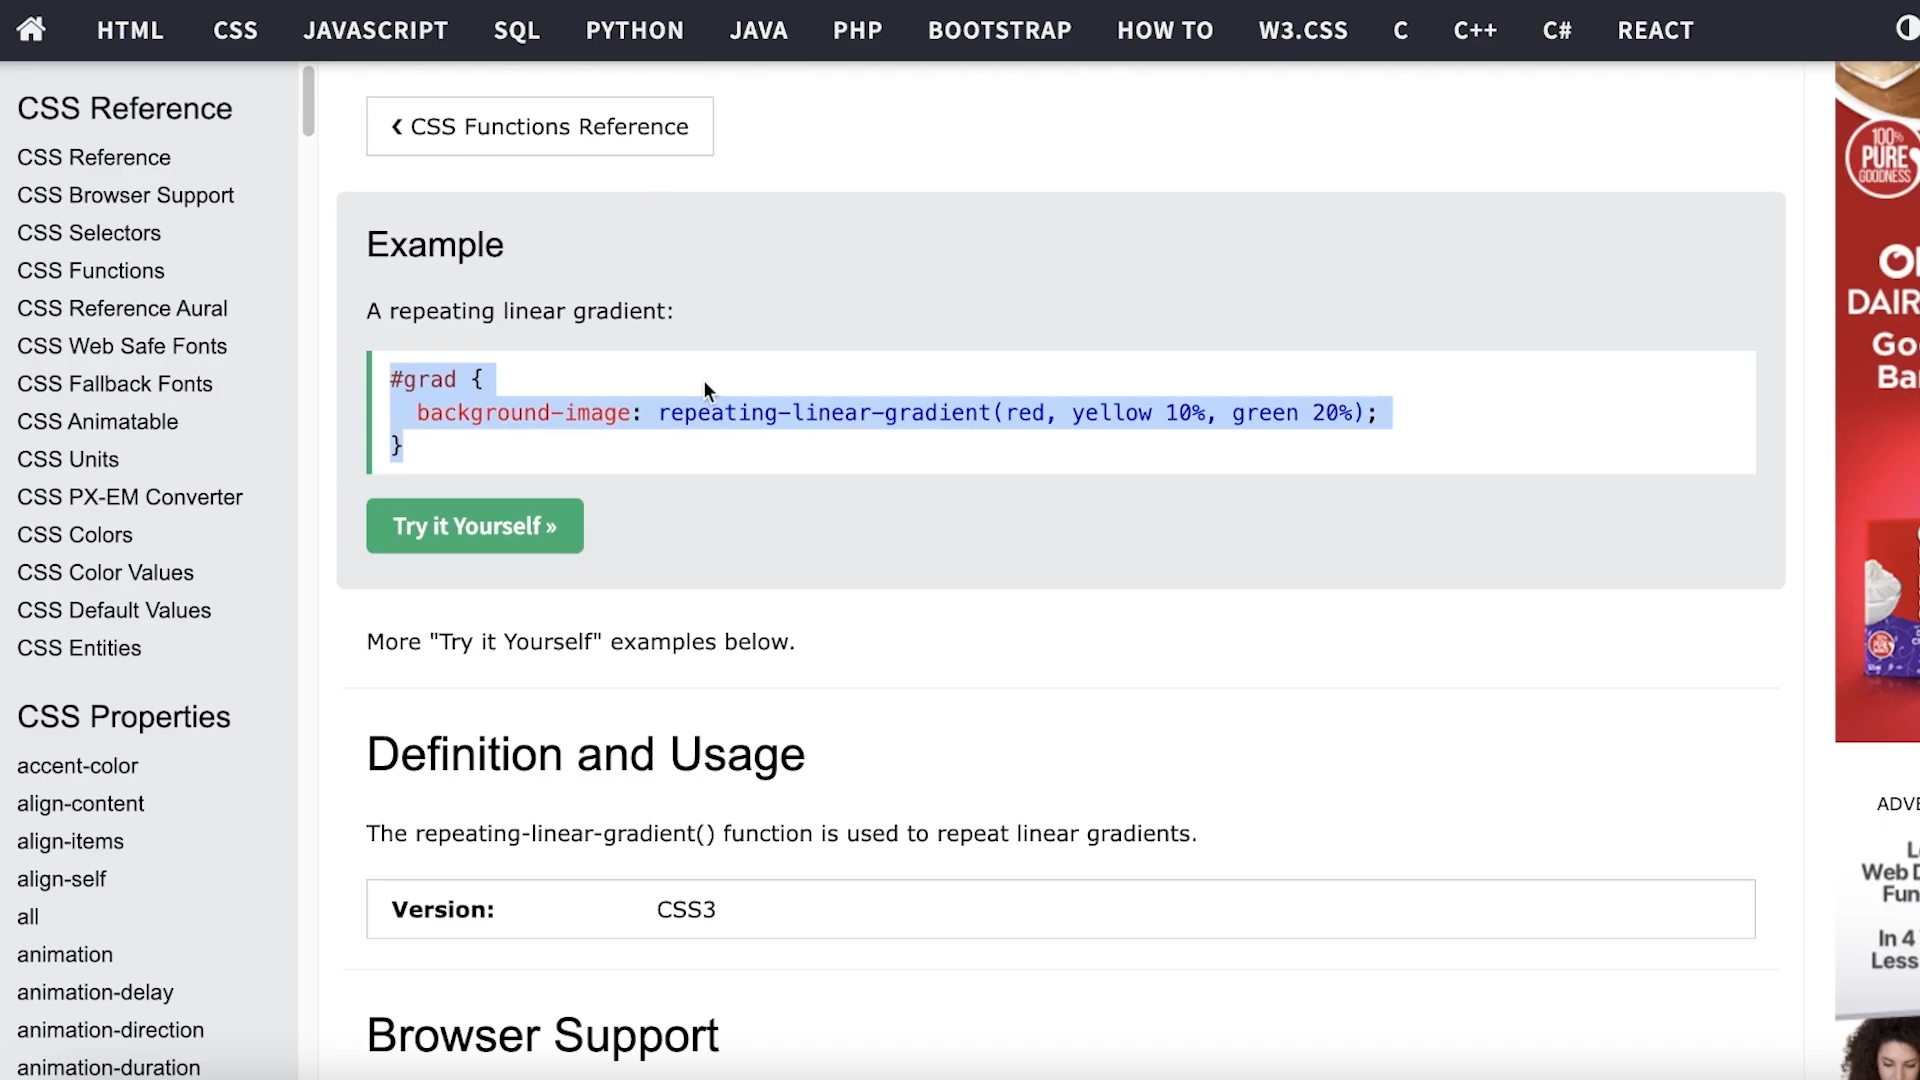 HTML CSS JAVASCRIPT SQL PYTHON JAVA PHP BOOTSTRAP HOW TO W3.CSS C C++ C# REACT
CSS Reference
CSS Reference
CSS Browser Support
CSS Selectors
CSS Functions
CSS Reference Aural
CSS Web Safe Fonts
CSS Fallback Fonts
CSS Animatable
CSS Units
CSS PX-EM Converter
CSS Colors
CSS Color Values
CSS Default Values
CSS Entities
CSS Properties
accent-color
align-content
align-items
align-self
all
animation
animation-delay
animation-direction
animation-duration
❮ CSS Functions Reference
Example
A repeating linear gradient:
#grad {
background-image: repeating-linear-gradient(red, yellow 10%, green 20%);
}
Try it Yourself »
More "Try it Yourself" examples below.
Definition and Usage
The repeating-linear-gradient() function is used to repeat linear gradients.
Version: CSS3
Browser Support
100%
PURE
GOODNESS
DAIR
Go
Ba
ADVE
Web D
Fun
In 4
Less